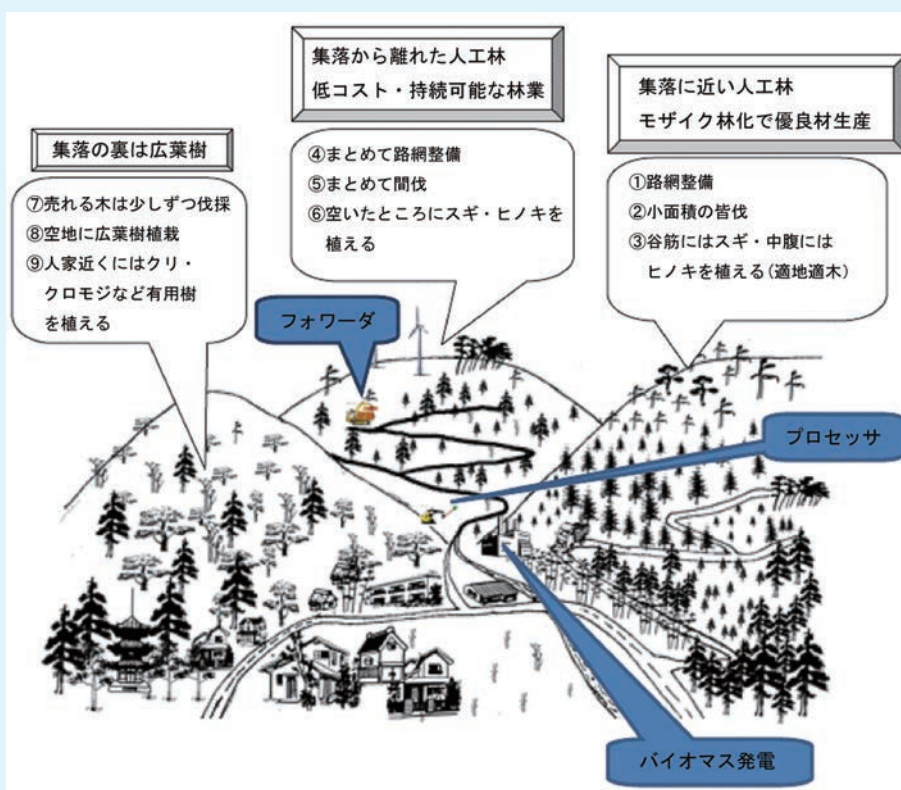 集落から離れた人工林
低コスト・持続可能な林業
集落に近い人工林
モザイク林化で優良材生産
集落の裏は広葉樹
④まとめて路網整備
⑤まとめて間伐
⑥空いたところにスギ・ヒノキを
植える
①路網整備
②小面積の皆伐
③谷筋にはスギ・中腹には
ヒノキを植える(適地適木)
⑦売れる木は少しずつ伐採
⑧空地に広葉樹植栽
⑨人家近くにはクリ・
クロモジなど有用樹
を植える
フォワーダ
プロセッサ
バイオマス発電